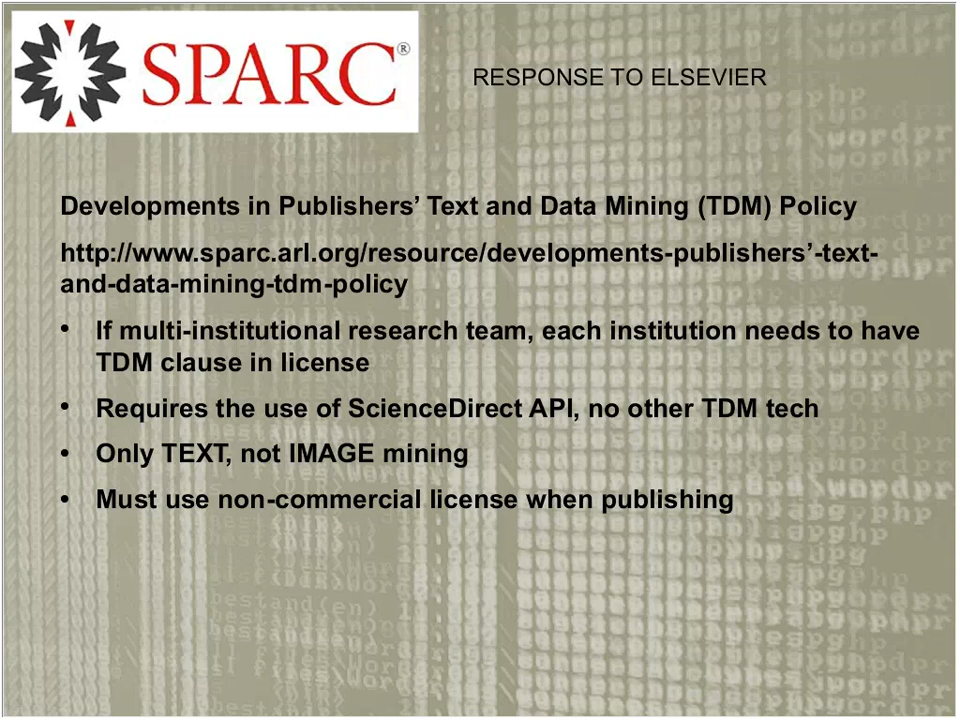 SPARC®
RESPONSE TO ELSEVIER
Developments in Publishers’ Text and Data Mining (TDM) Policy
http://www.sparc.arl.org/resource/developments-publishers’-text-
and-data-mining-tdm-policy
• If multi-institutional research team, each institution needs to have
TDM clause in license
• Requires the use of ScienceDirect API, no other TDM tech
• Only TEXT, not IMAGE mining
• Must use non-commercial license when publishing